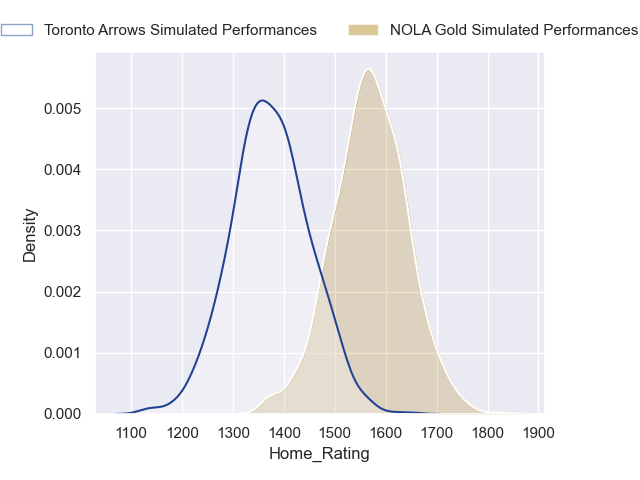 Toronto Arrows Simulated Performances NOLA Gold Simulated Performances
0.005
0.004
0.003
0.002
0.001
0.000
Density
1100 1200 1300 1400 1500 1600 1700 1800 1900
Home_Rating